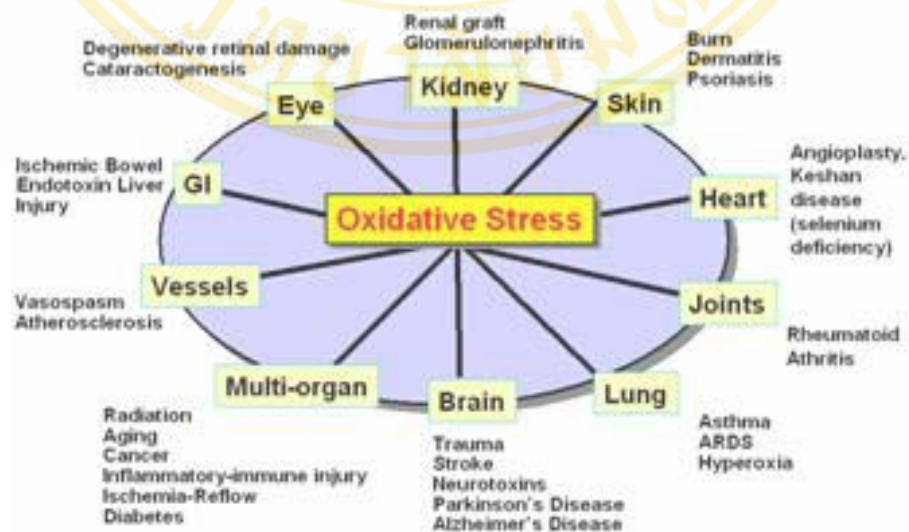 Renal graft
Glomerulonephritis
Kidney
Burn
Dermatitis
Psoriasis
Skin
Degenerative retinal damage
Cataractogenesis
Eye
Angioplasty,
Keshan
disease
(selenium
deficiency)
Heart
Ischemic Bowel
Endotoxin Liver
Injury
GI
Oxidative Stress
Vessels
Vasospasm
Atherosclerosis
Joints
Rheumatoid
Athritis
Multi-organ
Radiation
Aging
Cancer
Inflammatory-immune injury
Ischemia-Reflow
Diabetes
Brain
Trauma
Stroke
Neurotoxins
Parkinson's Disease
Alzheimer's Disease
Lung
Asthma
ARDS
Hyperoxia